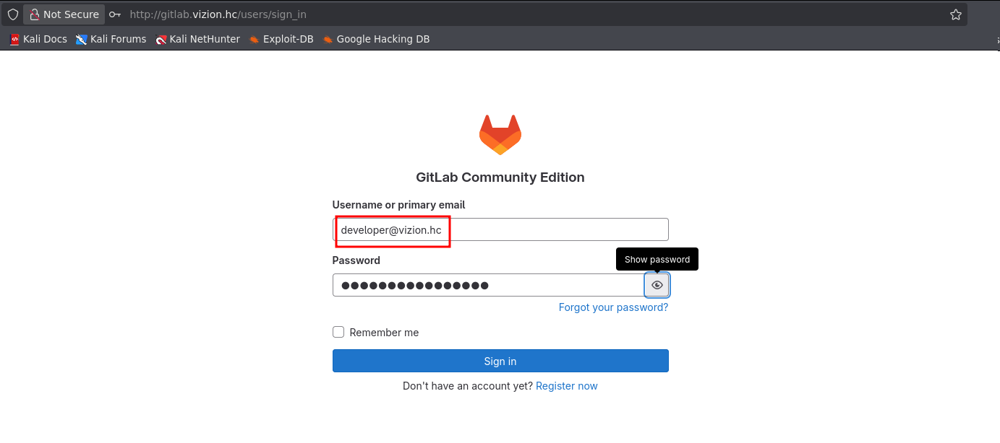 Not Secure http://gitlab.vizion.hc/users/sign_in
Kali Docs Kali Forums Kali NetHunter Exploit-DB Google Hacking DB
GitLab Community Edition
Username or primary email
developer@vizion.hc
Password
Show password
●●●●●●●●●●●●●●●●
Forgot your password?
Remember me
Sign in
Don't have an account yet? Register now